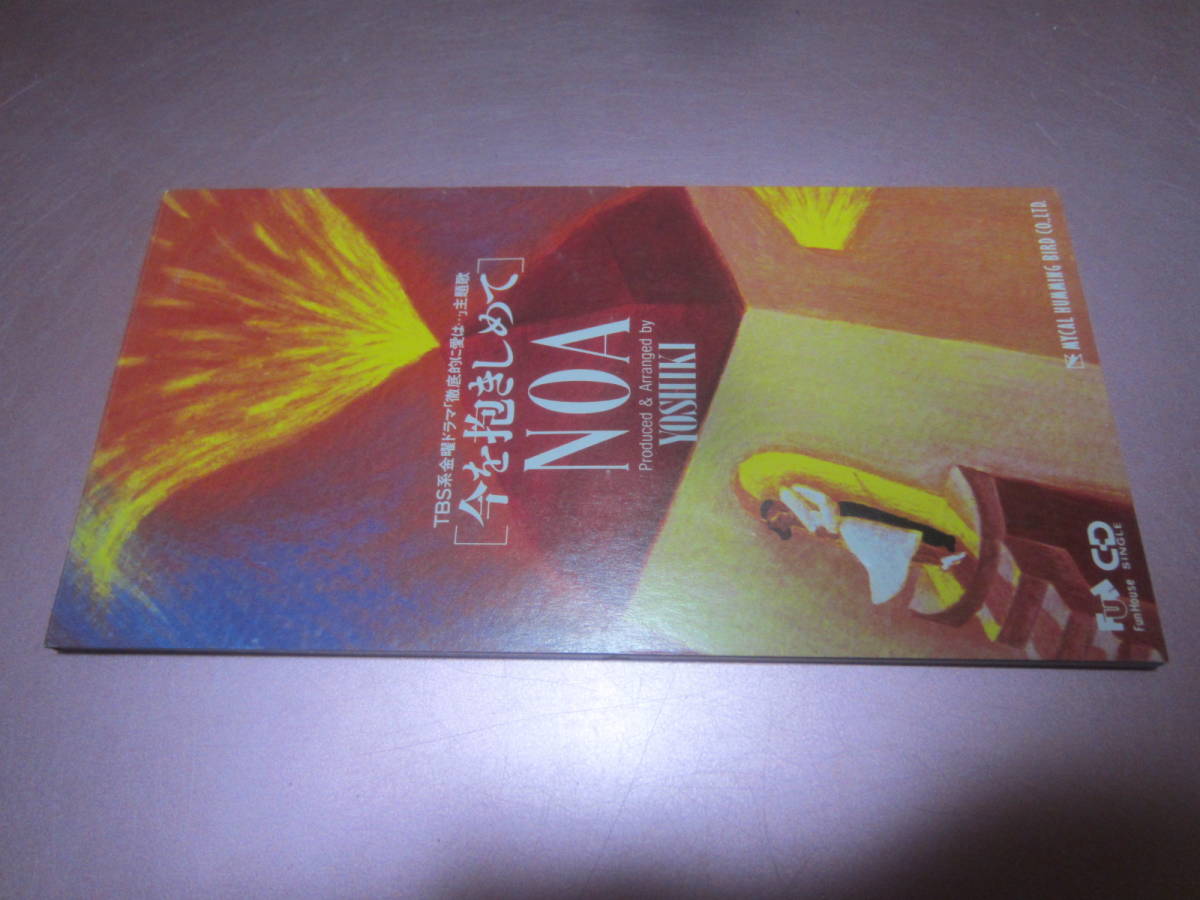 TBS系金曜ドラマ「徹底的に愛は…」主題歌
[今を抱きしめて]
NOA
Produced & Arranged by
YOSHIKI
MYCAL HUMMING BIRD CO.,LTD.
Fun
FunHouse
CD
SINGLE